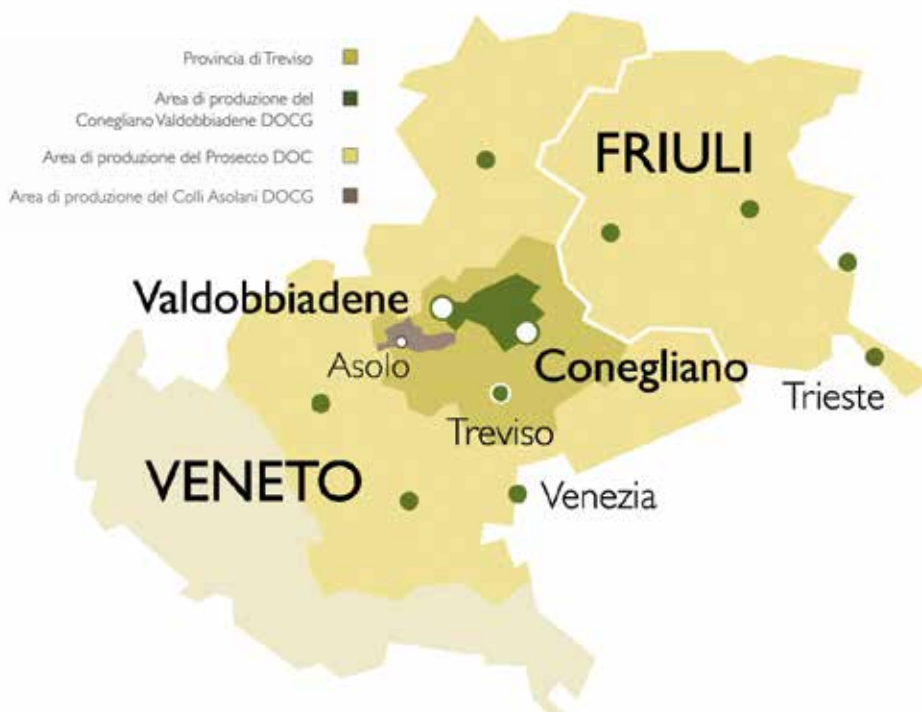 Provincia di Treviso
Area di produzione del
Conegliano Valdobbiadene DOCG
Area di produzione del Prosecco DOC
Area di produzione del Colli Asolani DOCG
FRIULI
Valdobbiadene
Asolo
Conegliano
Trieste
Treviso
VENETO
Venezia